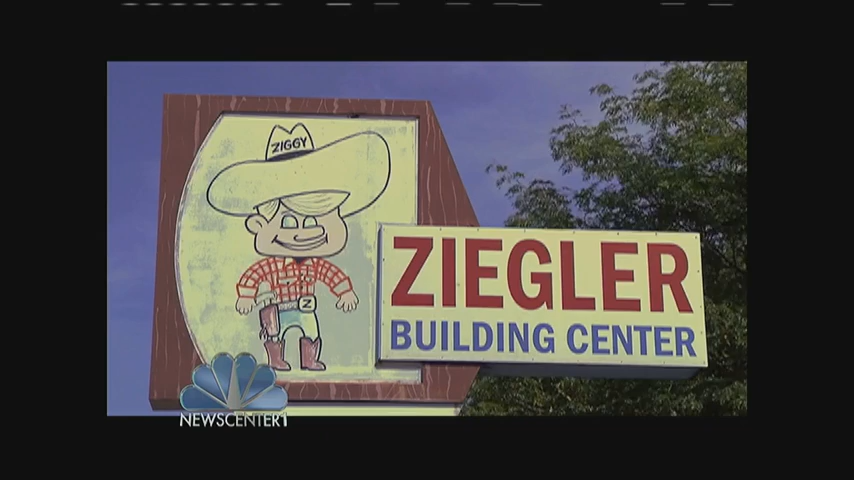 ZIGGY
ZIEGLER
BUILDING CENTER
Z
NEWSCENTER1